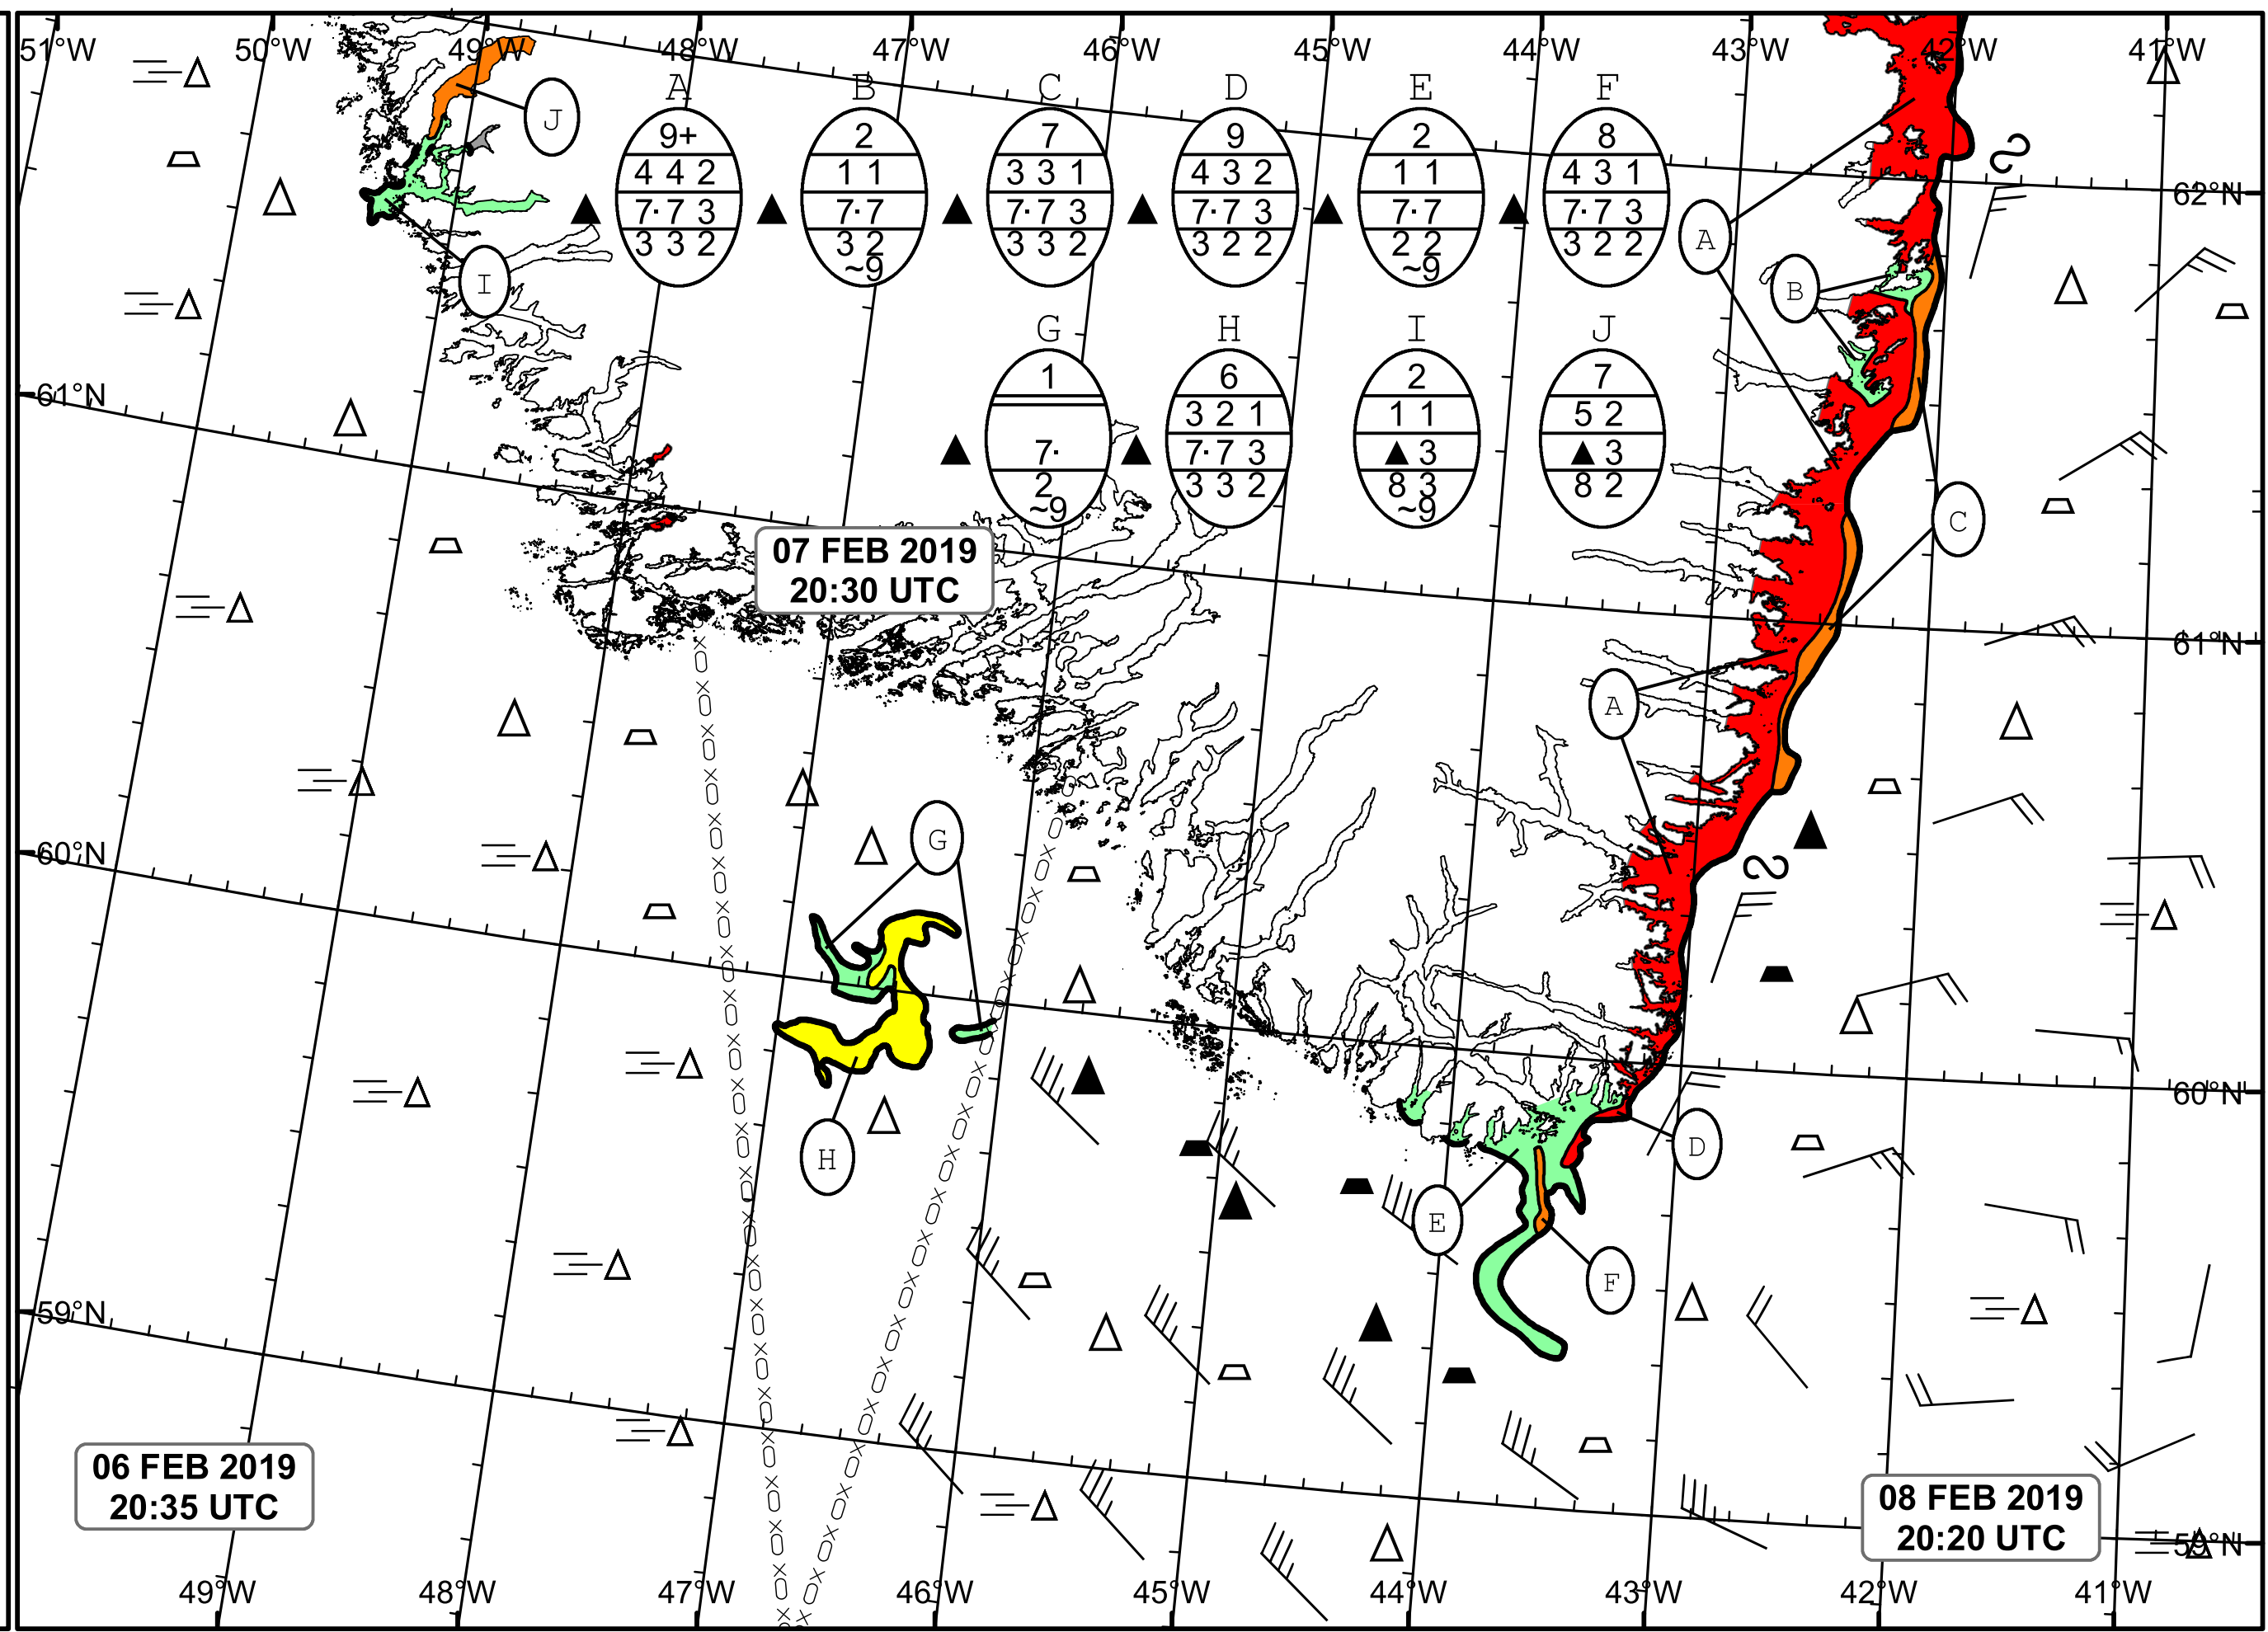 51°W 50°W 49°W 48°W 47°W 46°W 45°W 44°W 43°W 42°W 41°W
A B C D E F
9+ 2 7 9 2 8
4 4 2 1 1 3 3 1 4 3 2 1 1 4 3 1
7· 7 3 7· 7 7· 7 3 7· 7 3 7· 7 7· 7 3
3 3 2 3 2 3 3 2 3 2 2 2 2 3 2 2
~9 ~9
J
62°N
A
I
B
G H I J
1 6 2 7
3 2 1 1 1 5 2
7· 7· 7 3 ▲ 3 ▲ 3
2 3 3 2 8 3 8 2
~9 ~9
61°N
C
07 FEB 2019
20:30 UTC
61°N
A
60°N
G
60°N
H
D
E
F
59°N
06 FEB 2019
20:35 UTC
08 FEB 2019
20:20 UTC
59°N
49°W 48°W 47°W 46°W 45°W 44°W 43°W 42°W 41°W